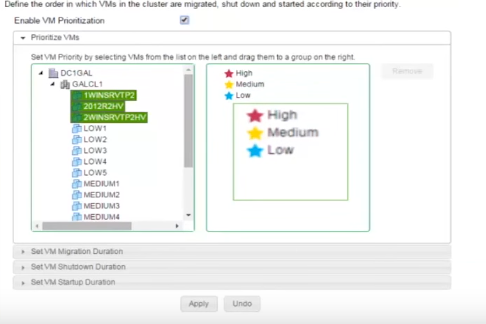 Define the order in which VMs in the cluster are migrated, shut down and started according to their priority.
Enable VM Prioritization
Prioritize VMs
Set VM Priority by selecting VMs from the list on the left and drag them to a group on the right.
DC1GAL
GALCL1
1WINSRVTP2
2012R2HV
2WINSRVTP2HV
LOW1
LOW2
LOW3
LOW4
LOW5
MEDIUM1
MEDIUM2
MEDIUM3
MEDIUM4
High
Medium
Low
High
Medium
Low
Remove
Set VM Migration Duration
Set VM Shutdown Duration
Set VM Startup Duration
Apply
Undo